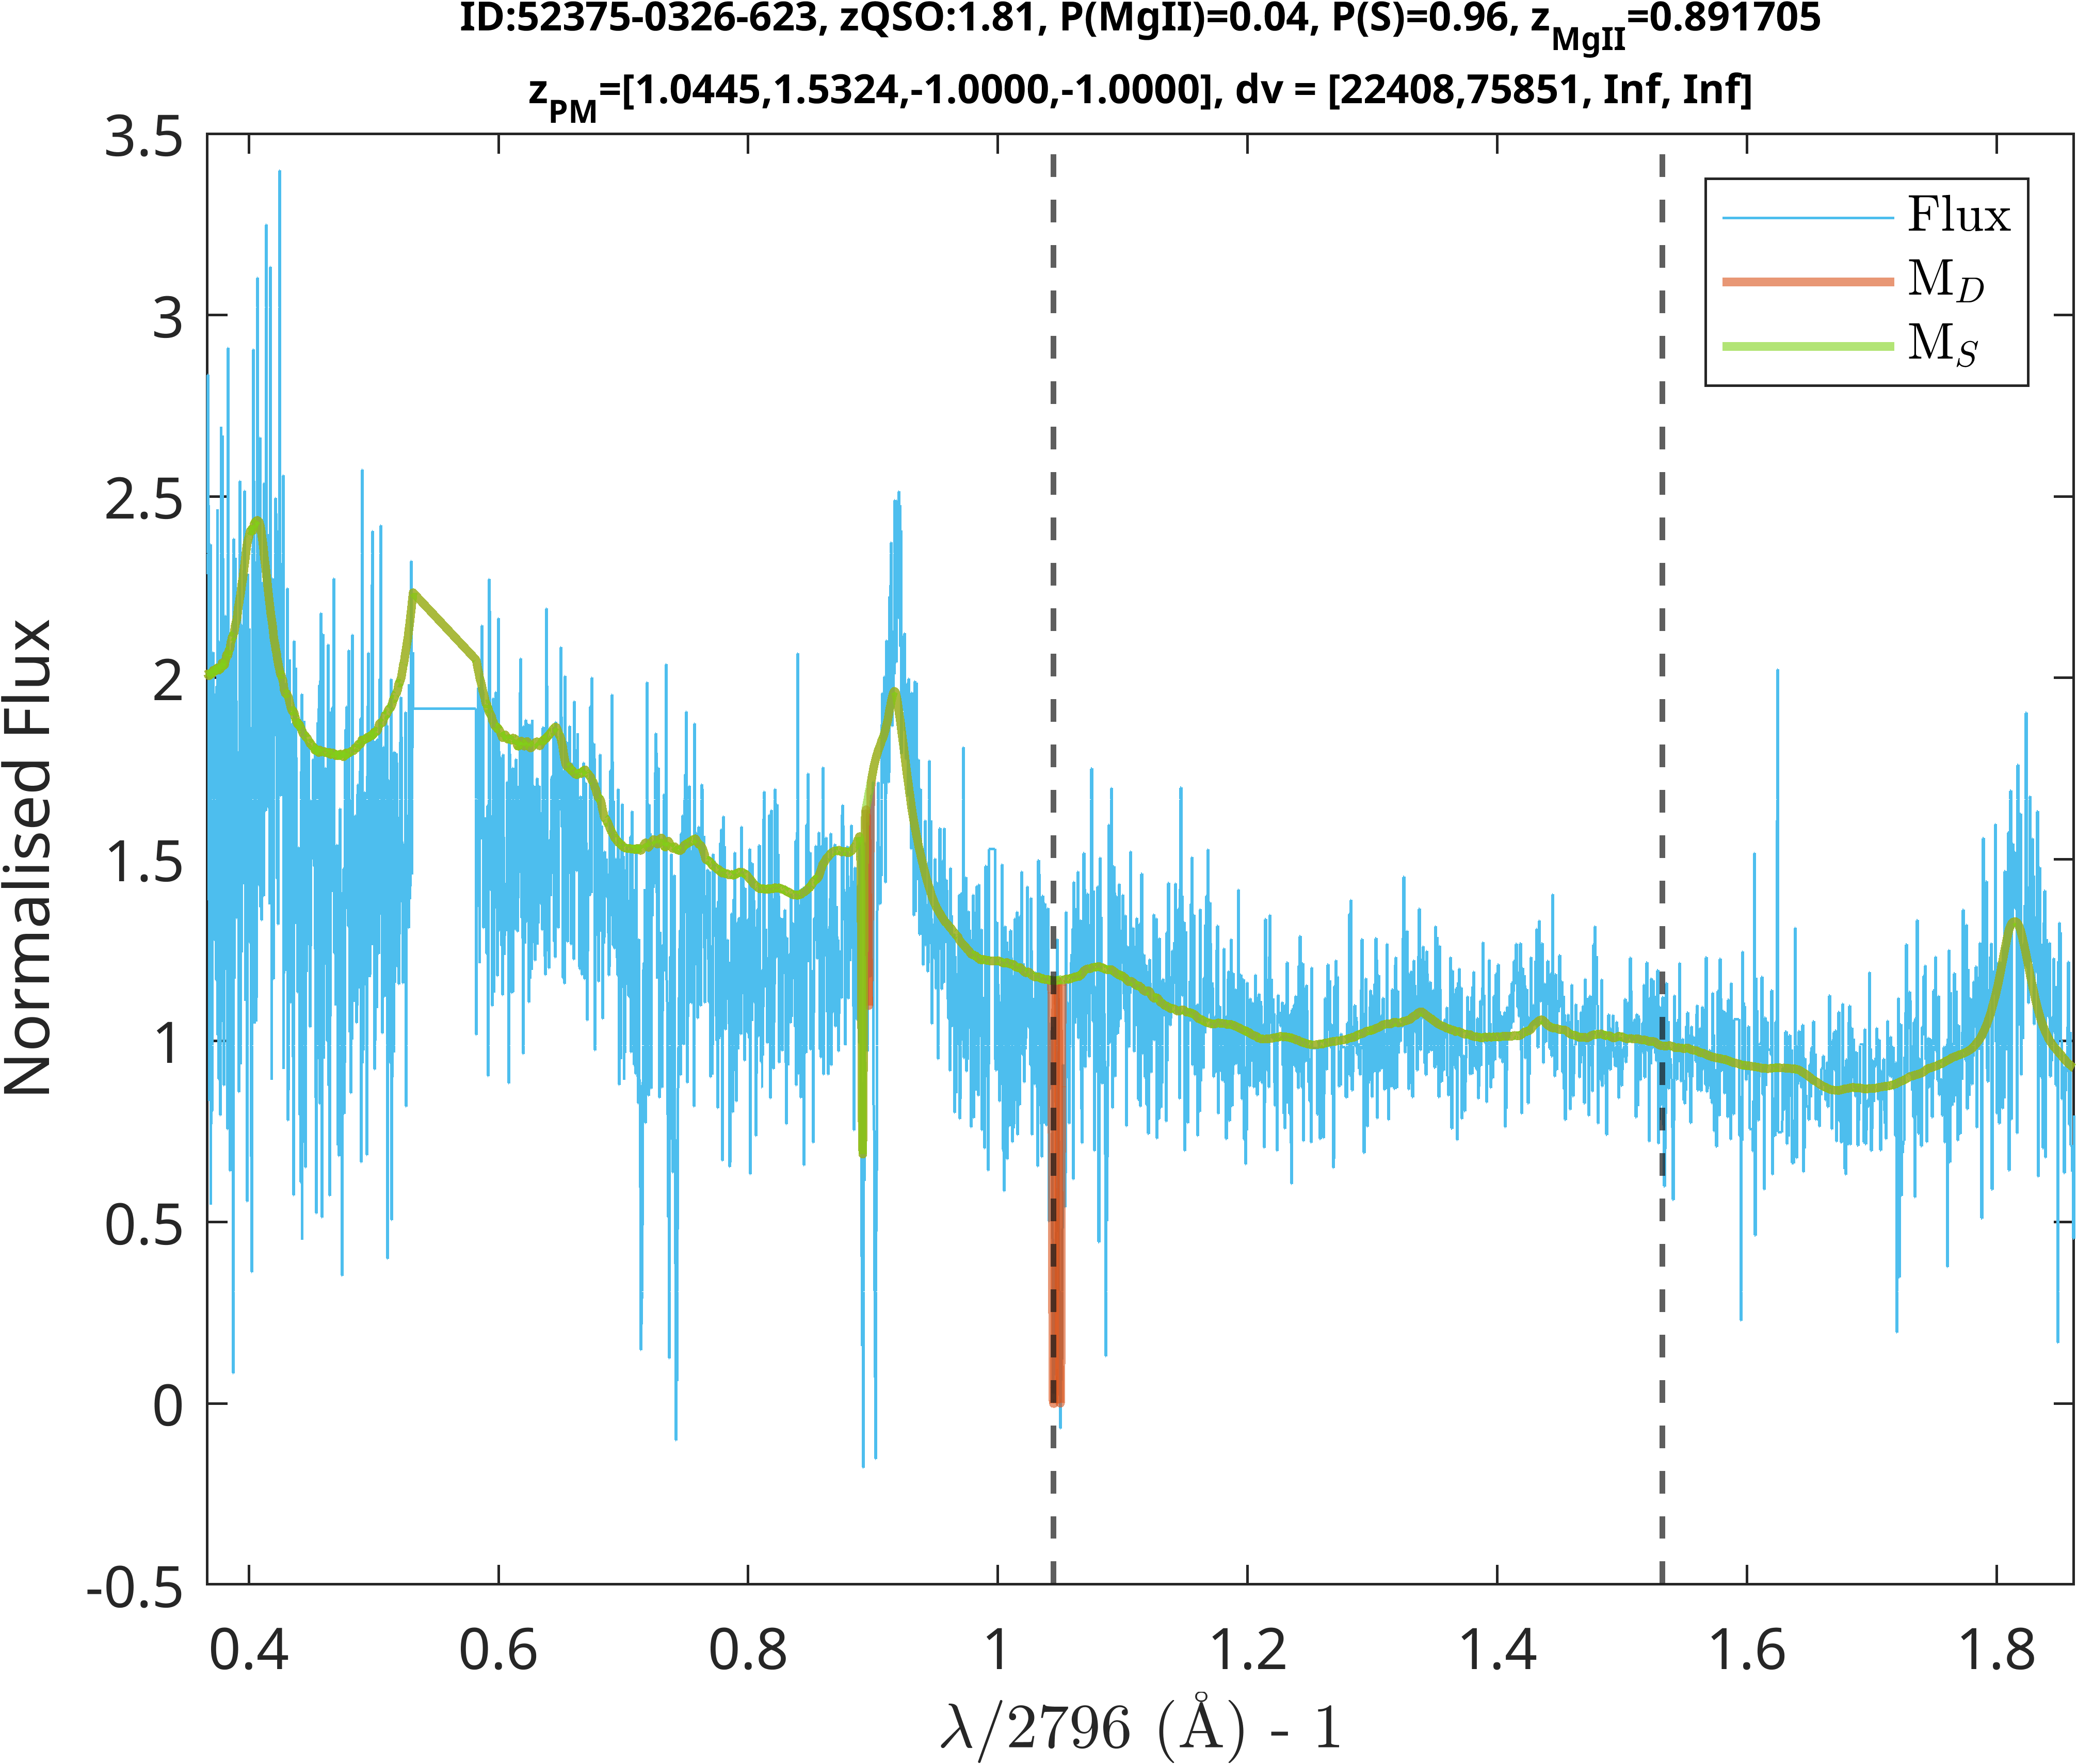 ID:52375-0326-623, zQSO:1.81, P(MgII)=0.04, P(S)=0.96, zMgII=0.891705
zPM=[1.0445,1.5324,-1.0000,-1.0000], dv = [22408,75851, Inf, Inf]
3.5
3
2.5
2
1.5
1
0.5
0
-0.5
Normalised Flux
Flux
MD
MS
0.4 0.6 0.8 1 1.2 1.4 1.6 1.8
λ/2796 (Å) - 1